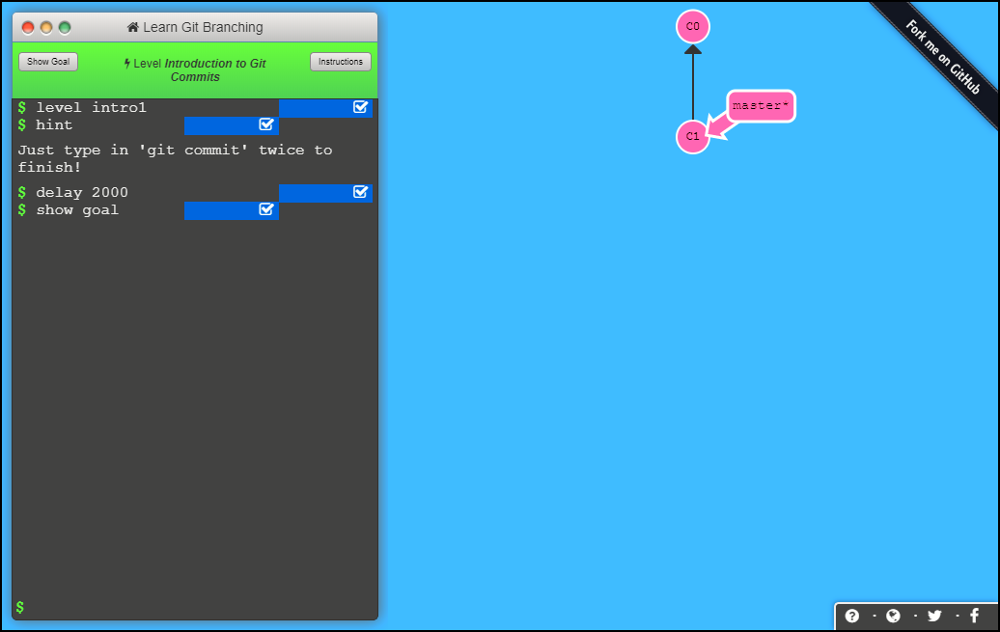 Learn Git Branching
Show Goal
Level Introduction to Git
Commits
Instructions
$ level intro1
$ hint
Just type in 'git commit' twice to
finish!
$ delay 2000
$ show goal
$
C0
master*
C1
Fork me on GitHub